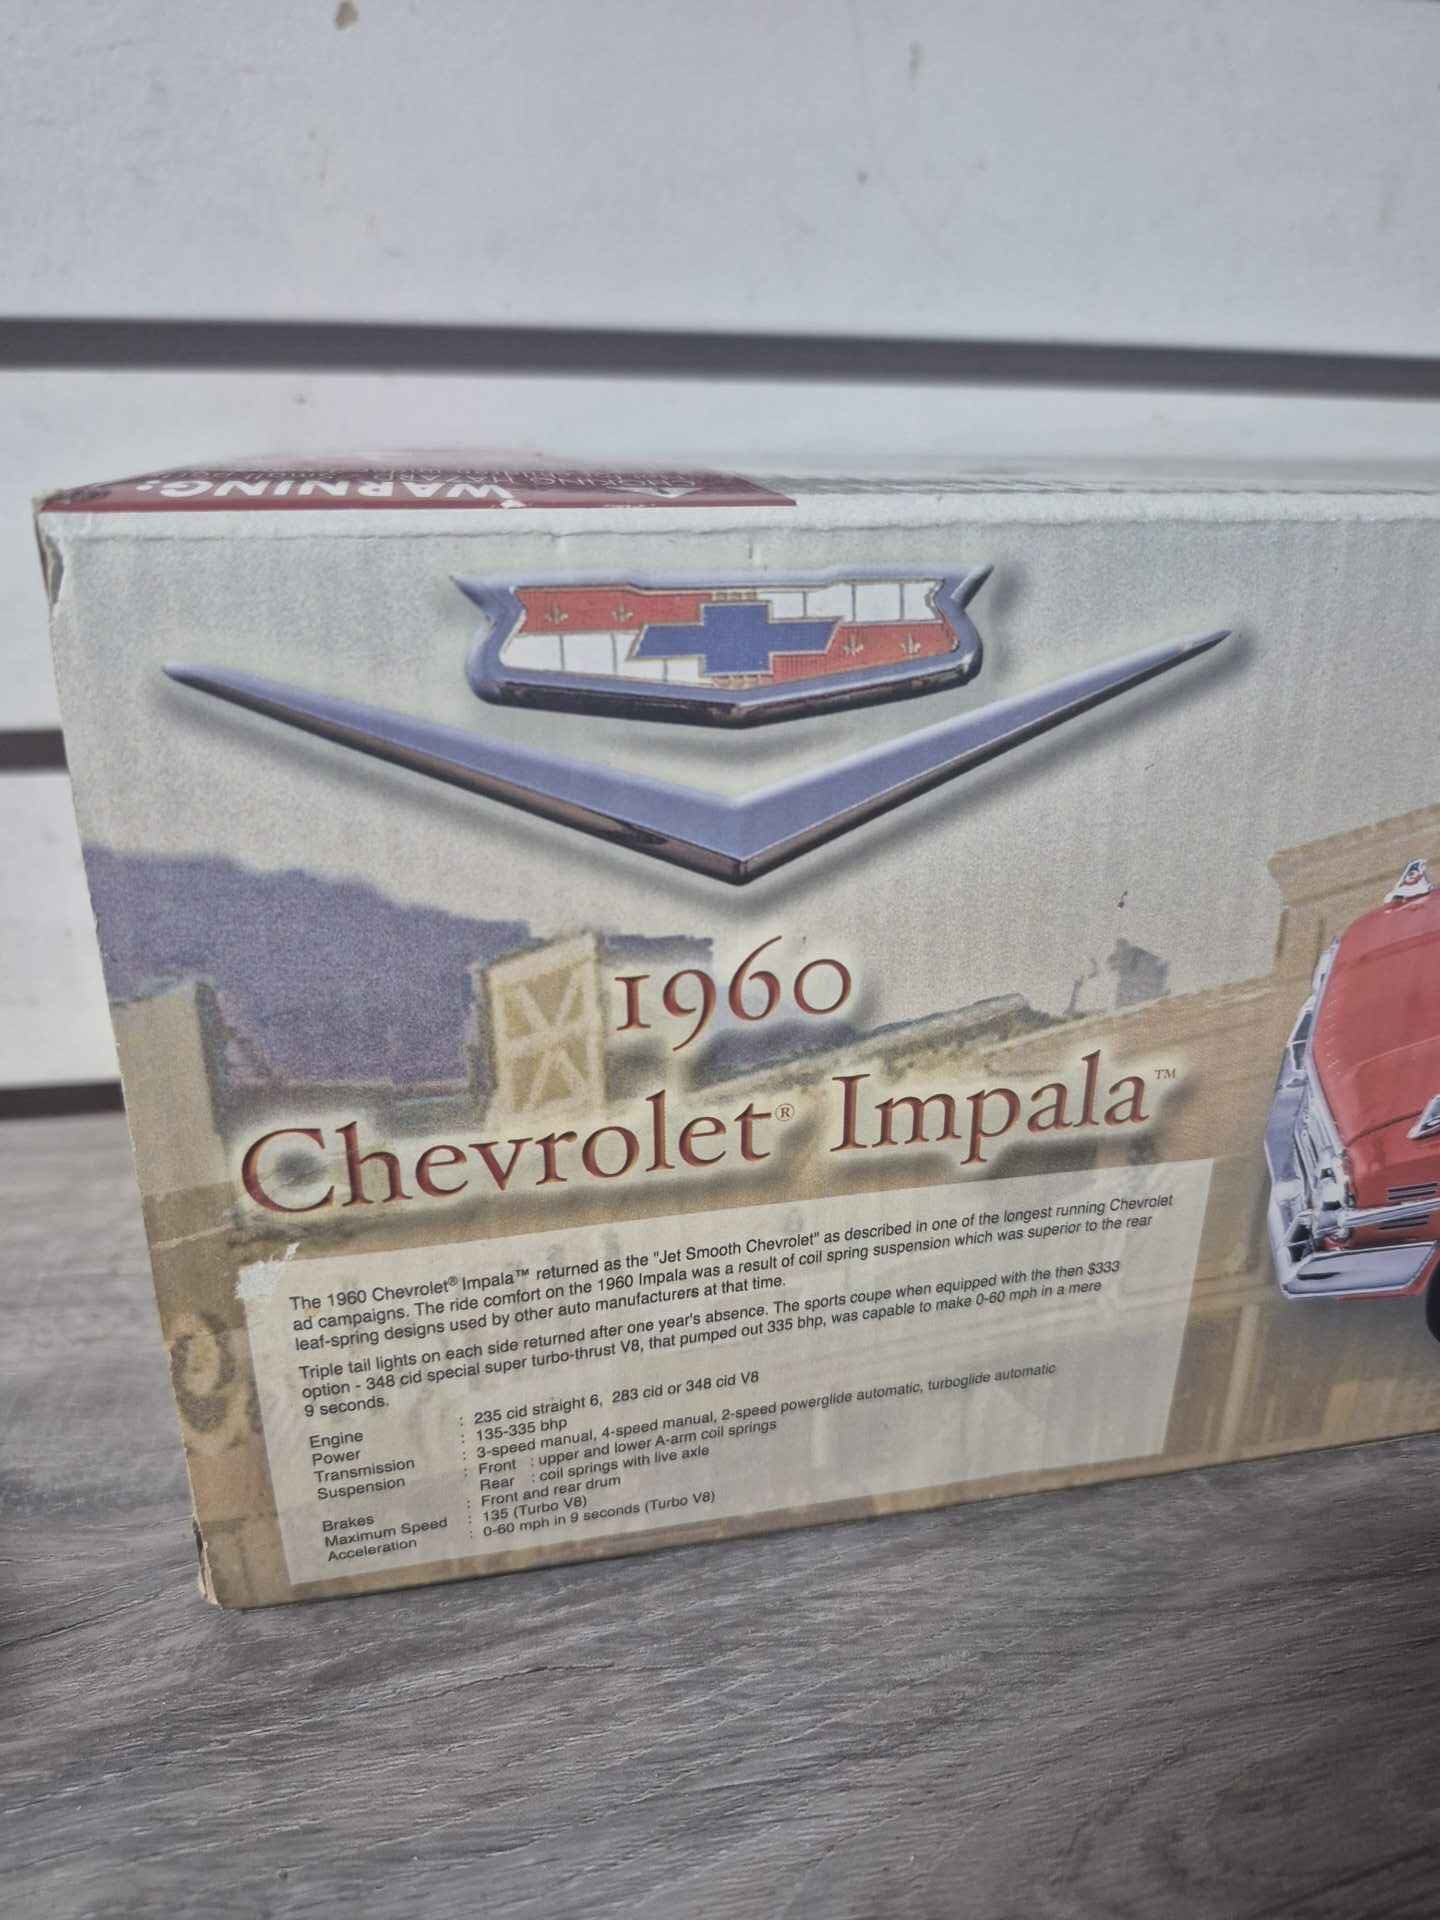 WARNING:
1960
Chevrolet® Impala™
The 1960 Chevrolet® Impala™ returned as the "Jet Smooth Chevrolet" as described in one of the longest running Chevrolet
ad campaigns. The ride comfort on the 1960 Impala was a result of coil spring suspension which was superior to the rear
leaf-spring designs used by other auto manufacturers at that time.
Triple tail lights on each side returned after one year's absence. The sports coupe when equipped with the then $333
option - 348 cid special super turbo-thrust V8, that pumped out 335 bhp, was capable to make 0-60 mph in a mere
9 seconds.
Engine : 235 cid straight 6, 283 cid or 348 cid V8
Power : 135-335 bhp
Transmission : 3-speed manual, 4-speed manual, 2-speed powerglide automatic, turboglide automatic
Suspension : Front : upper and lower A-arm coil springs
Rear : coil springs with live axle
Brakes : Front and rear drum
Maximum Speed : 135 (Turbo V8)
Acceleration : 0-60 mph in 9 seconds (Turbo V8)